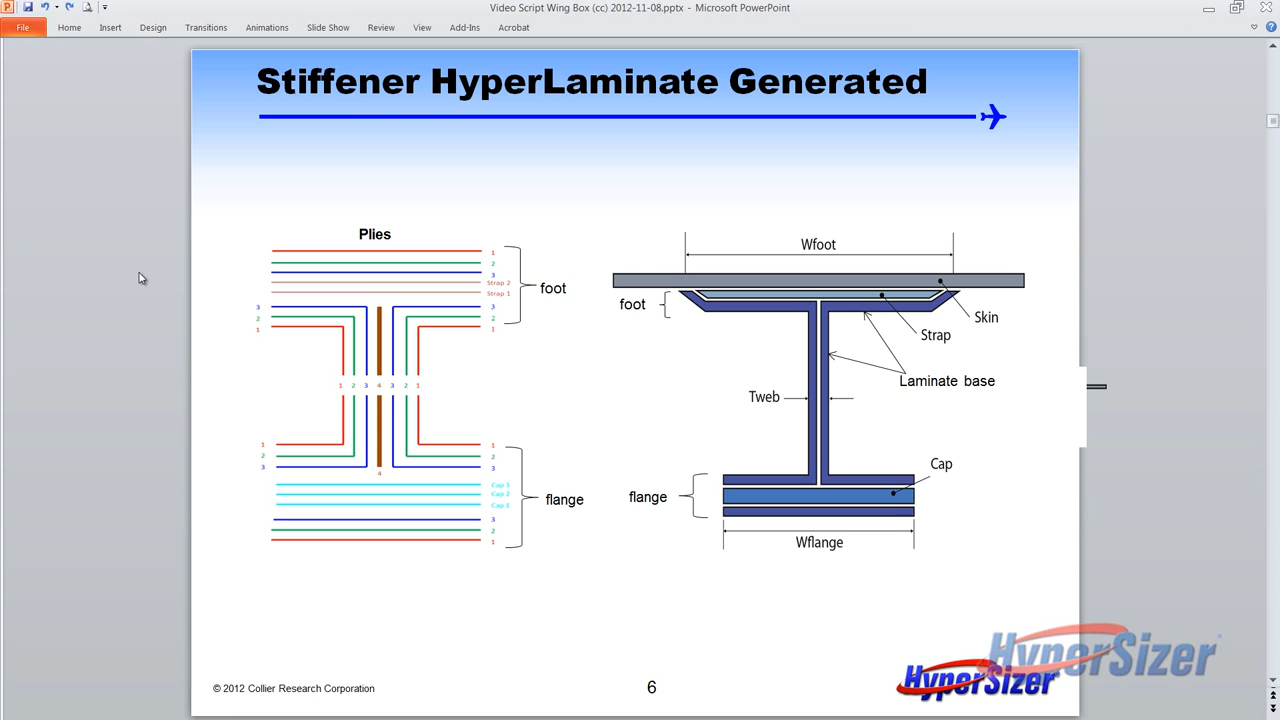 Video Script Wing Box (cc) 2012-11-08.pptx - Microsoft PowerPoint
File Home Insert Design Transitions Animations Slide Show Review View Add-Ins Acrobat
Stiffener HyperLaminate Generated
Plies
1
2
3
Strap 2
Strap 1
foot
3
2
1
3
2
1
1 2 3 4 3 2 1
1
2
3
4
1
2
3
Cap 3
Cap 2
Cap 1
3
2
1
flange
Wfoot
foot
Skin
Strap
Laminate base
Tweb
Cap
flange
Wflange
© 2012 Collier Research Corporation
6
HyperSizer
HyperSizer